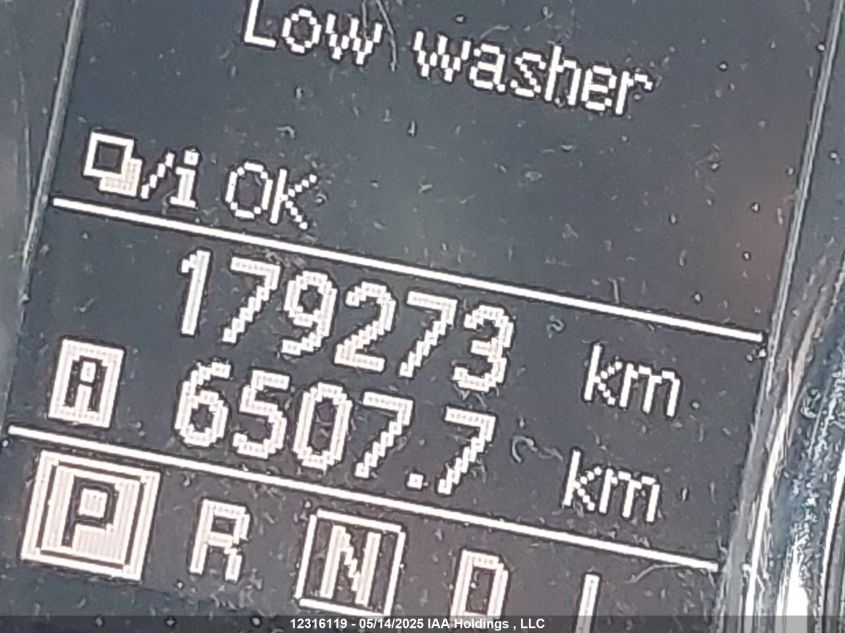 Low washer
/i OK
179273 km
A 6507.7 km
P R N D
12316119 - 05/14/2025 IAA Holdings , LLC